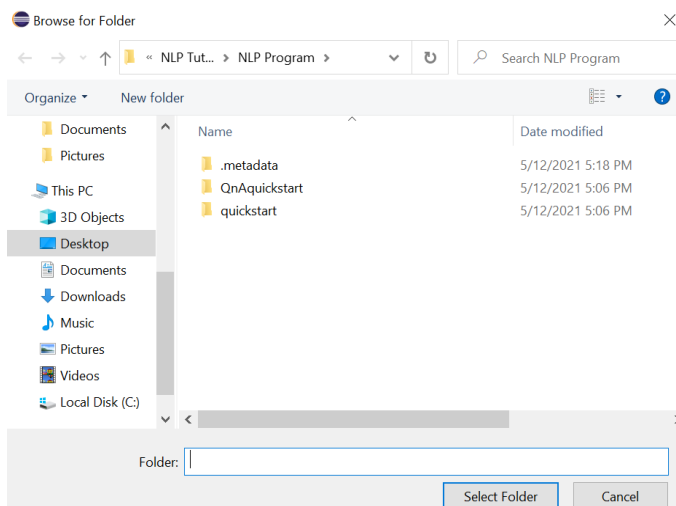 Browse for Folder
« NLP Tut... > NLP Program >
Search NLP Program
Organize New folder
?
Name Date modified
Documents
Pictures
This PC
3D Objects
Desktop
Documents
Downloads
Music
Pictures
Videos
Local Disk (C:)
.metadata 5/12/2021 5:18 PM
QnAquickstart 5/12/2021 5:06 PM
quickstart 5/12/2021 5:06 PM
Folder:
Select Folder Cancel